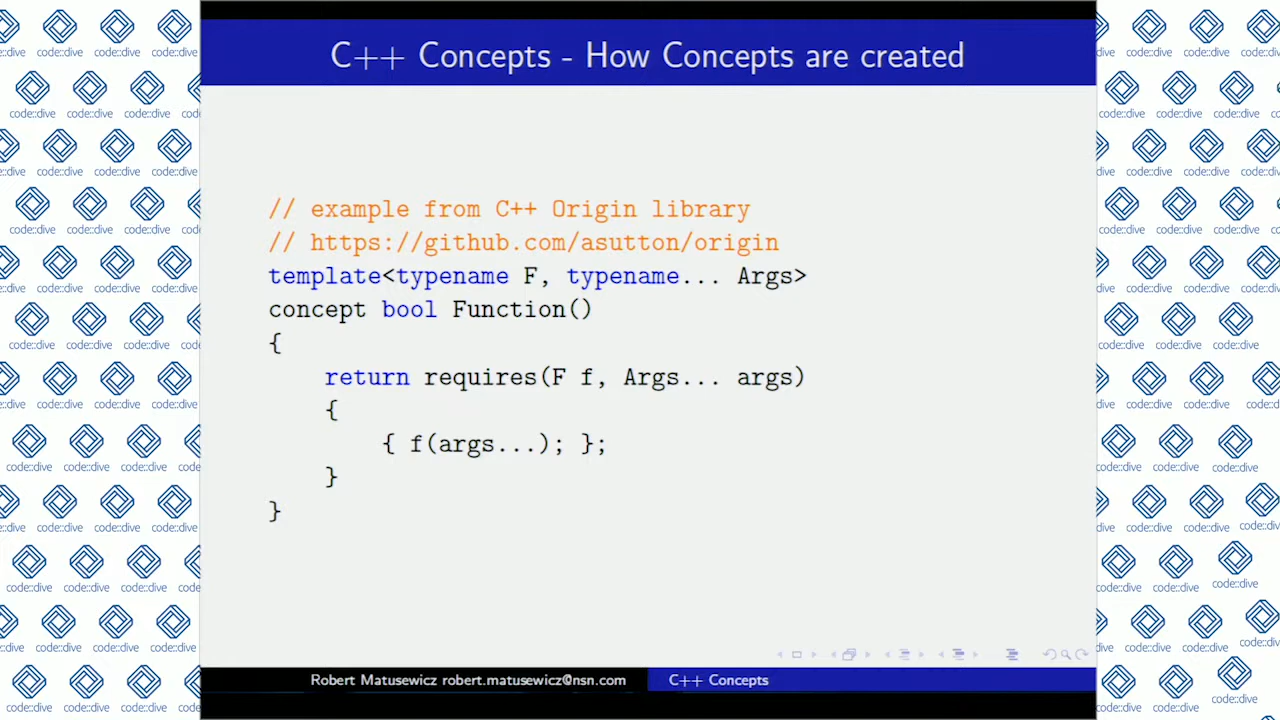 C++ Concepts - How Concepts are created
// example from C++ Origin library
// https://github.com/asutton/origin
template<typename F, typename... Args>
concept bool Function()
{
    return requires(F f, Args... args)
    {
        { f(args...); };
    }
}
Robert Matusewicz robert.matusewicz@nsn.com
C++ Concepts
code::dive